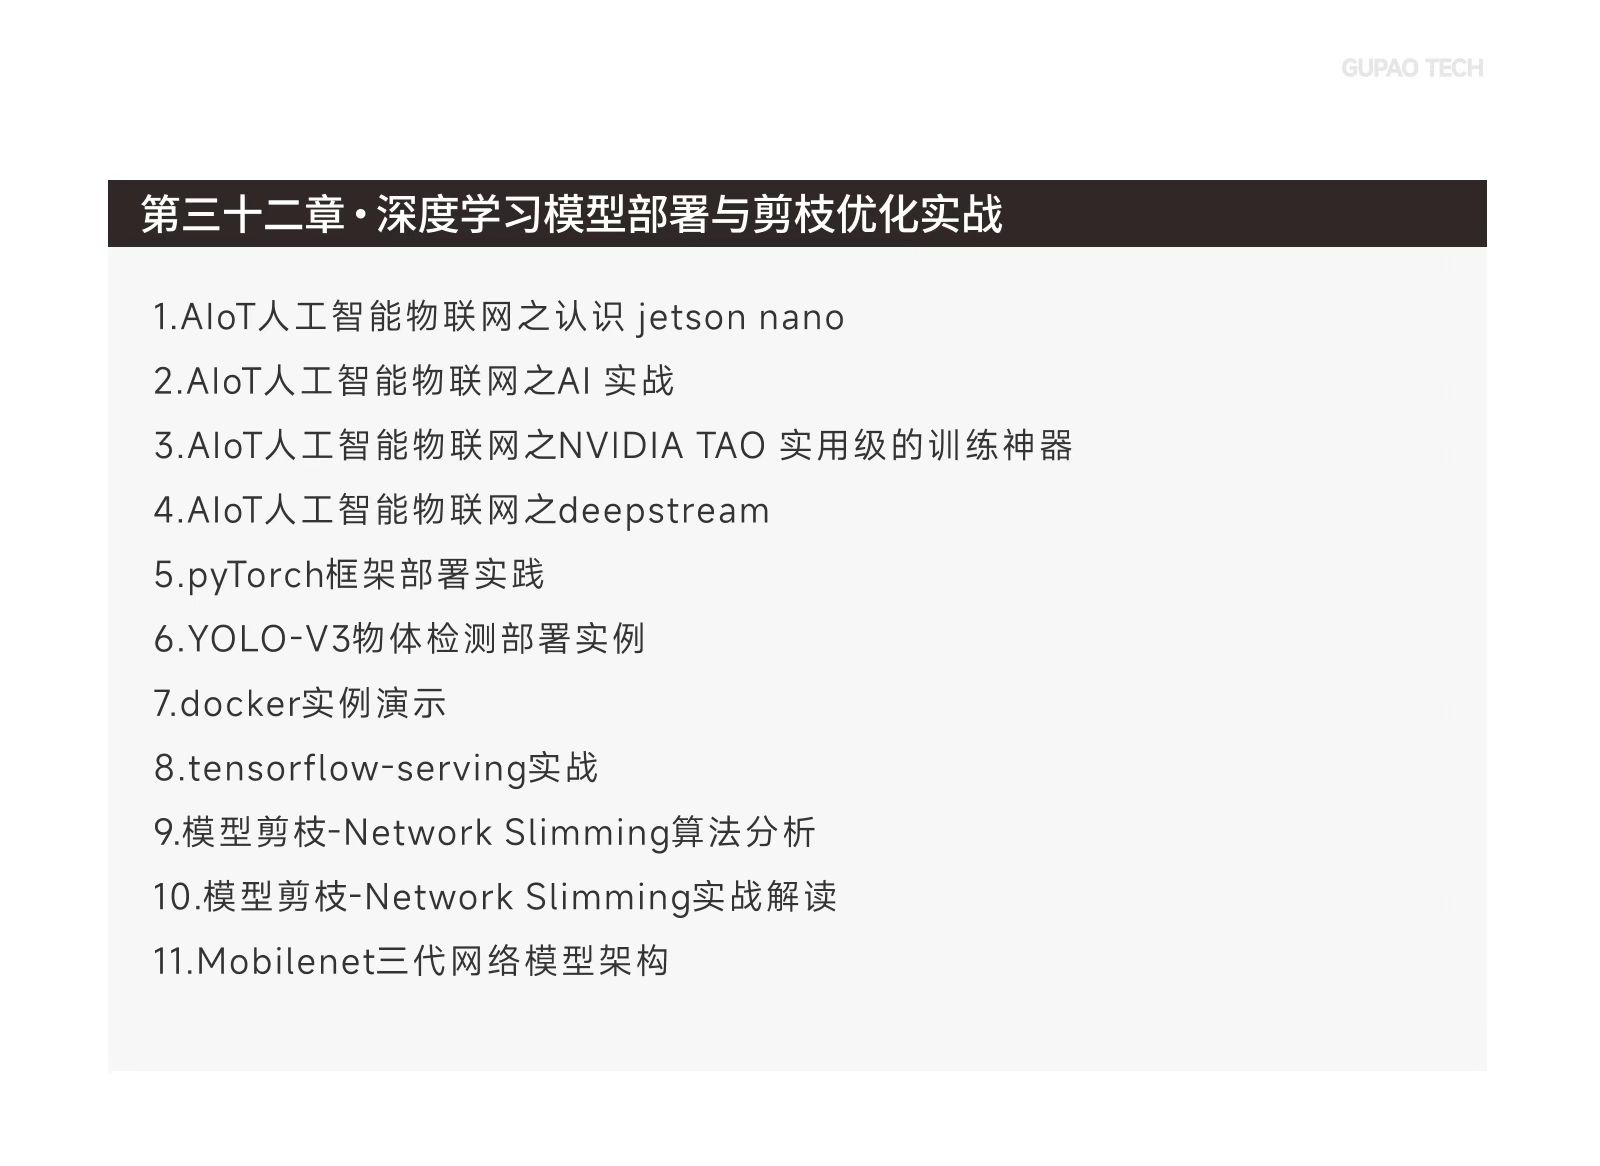 GUPAO TECH
第三十二章·深度学习模型部署与剪枝优化实战
1.AIoT人工智能物联网之认识 jetson nano
2.AIoT人工智能物联网之AI 实战
3.AIoT人工智能物联网之NVIDIA TAO 实用级的训练神器
4.AIoT人工智能物联网之deepstream
5.pyTorch框架部署实践
6.YOLO-V3物体检测部署实例
7.docker实例演示
8.tensorflow-serving实战
9.模型剪枝-Network Slimming算法分析
10.模型剪枝-Network Slimming实战解读
11.Mobilenet三代网络模型架构